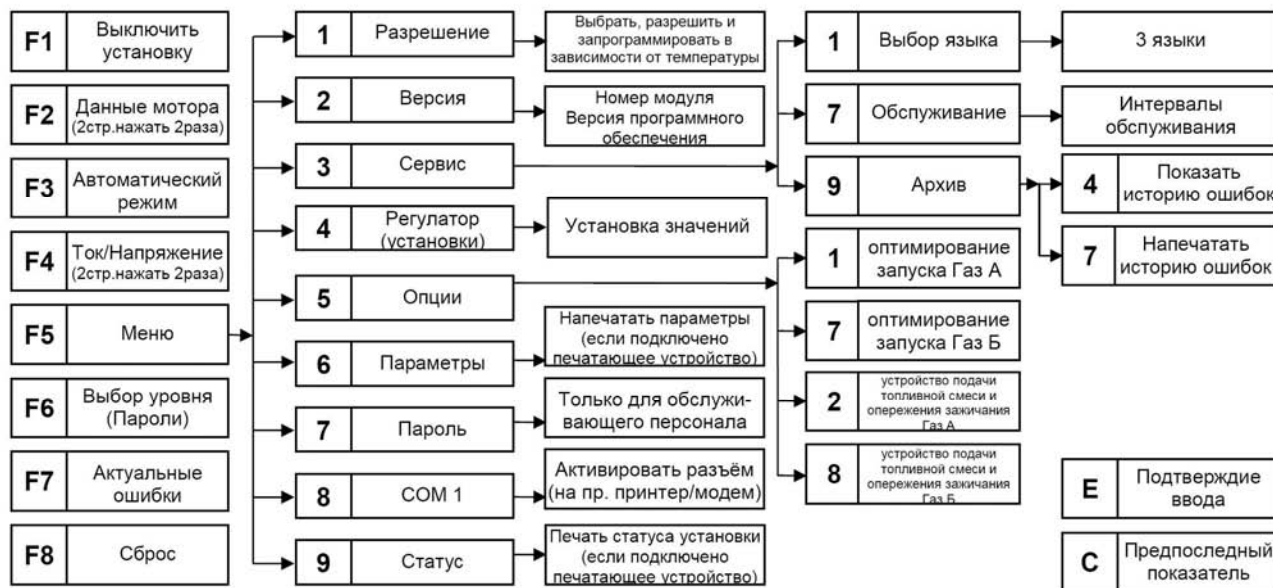 F1
Выключить
установку
F2
Данные мотора
(2стр.нажать 2раза)
F3
Автоматический
режим
F4
Ток/Напряжение
(2стр.нажать 2раза)
F5
Меню
F6
Выбор уровня
(Пароли)
F7
Актуальные
ошибки
F8
Сброс
1
Разрешение
Выбрать, разрешить и
запрограммировать в
зависимости от температуры
2
Версия
Номер модуля
Версия программного
обеспечения
3
Сервис
4
Регулятор
(установки)
Установка значений
5
Опции
6
Параметры
Напечатать параметры
(если подключено
печатающее устройство)
7
Пароль
Только для обслужи-
вающего персонала
8
COM 1
Активировать разъём
(на пр. принтер/модем)
9
Статус
Печать статуса установки
(если подключено
печатающее устройство)
1
Выбор языка
3 языки
7
Обслуживание
Интервалы
обслуживания
9
Архив
4
Показать
историю ошибок
7
Напечатать
историю ошибок
1
оптимирование
запуска Газ А
7
оптимирование
запуска Газ Б
2
устройство подачи
топливной смеси и
опережения зажичания
Газ А
8
устройство подачи
топливной смеси и
опережения зажичания
Газ Б
E
Подтверждие
ввода
C
Предпоследный
показатель